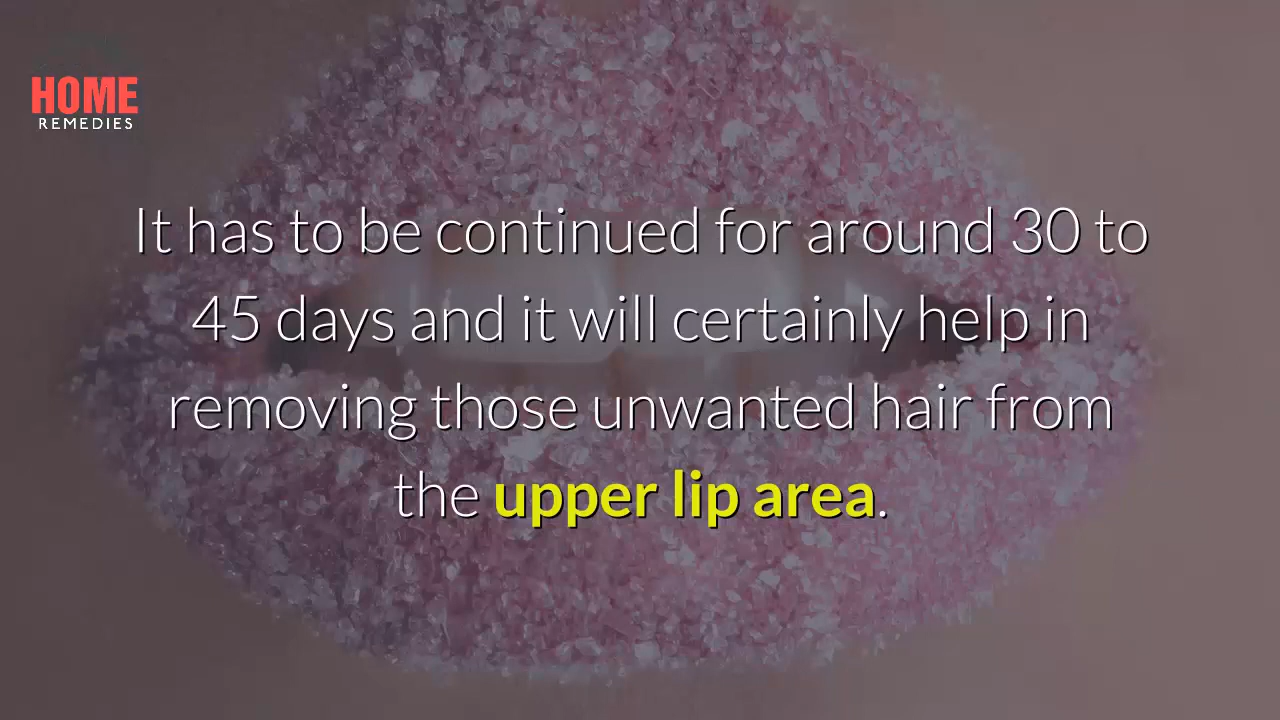 HOME
REMEDIES
It has to be continued for around 30 to
45 days and it will certainly help in
removing those unwanted hair from
the upper lip area.